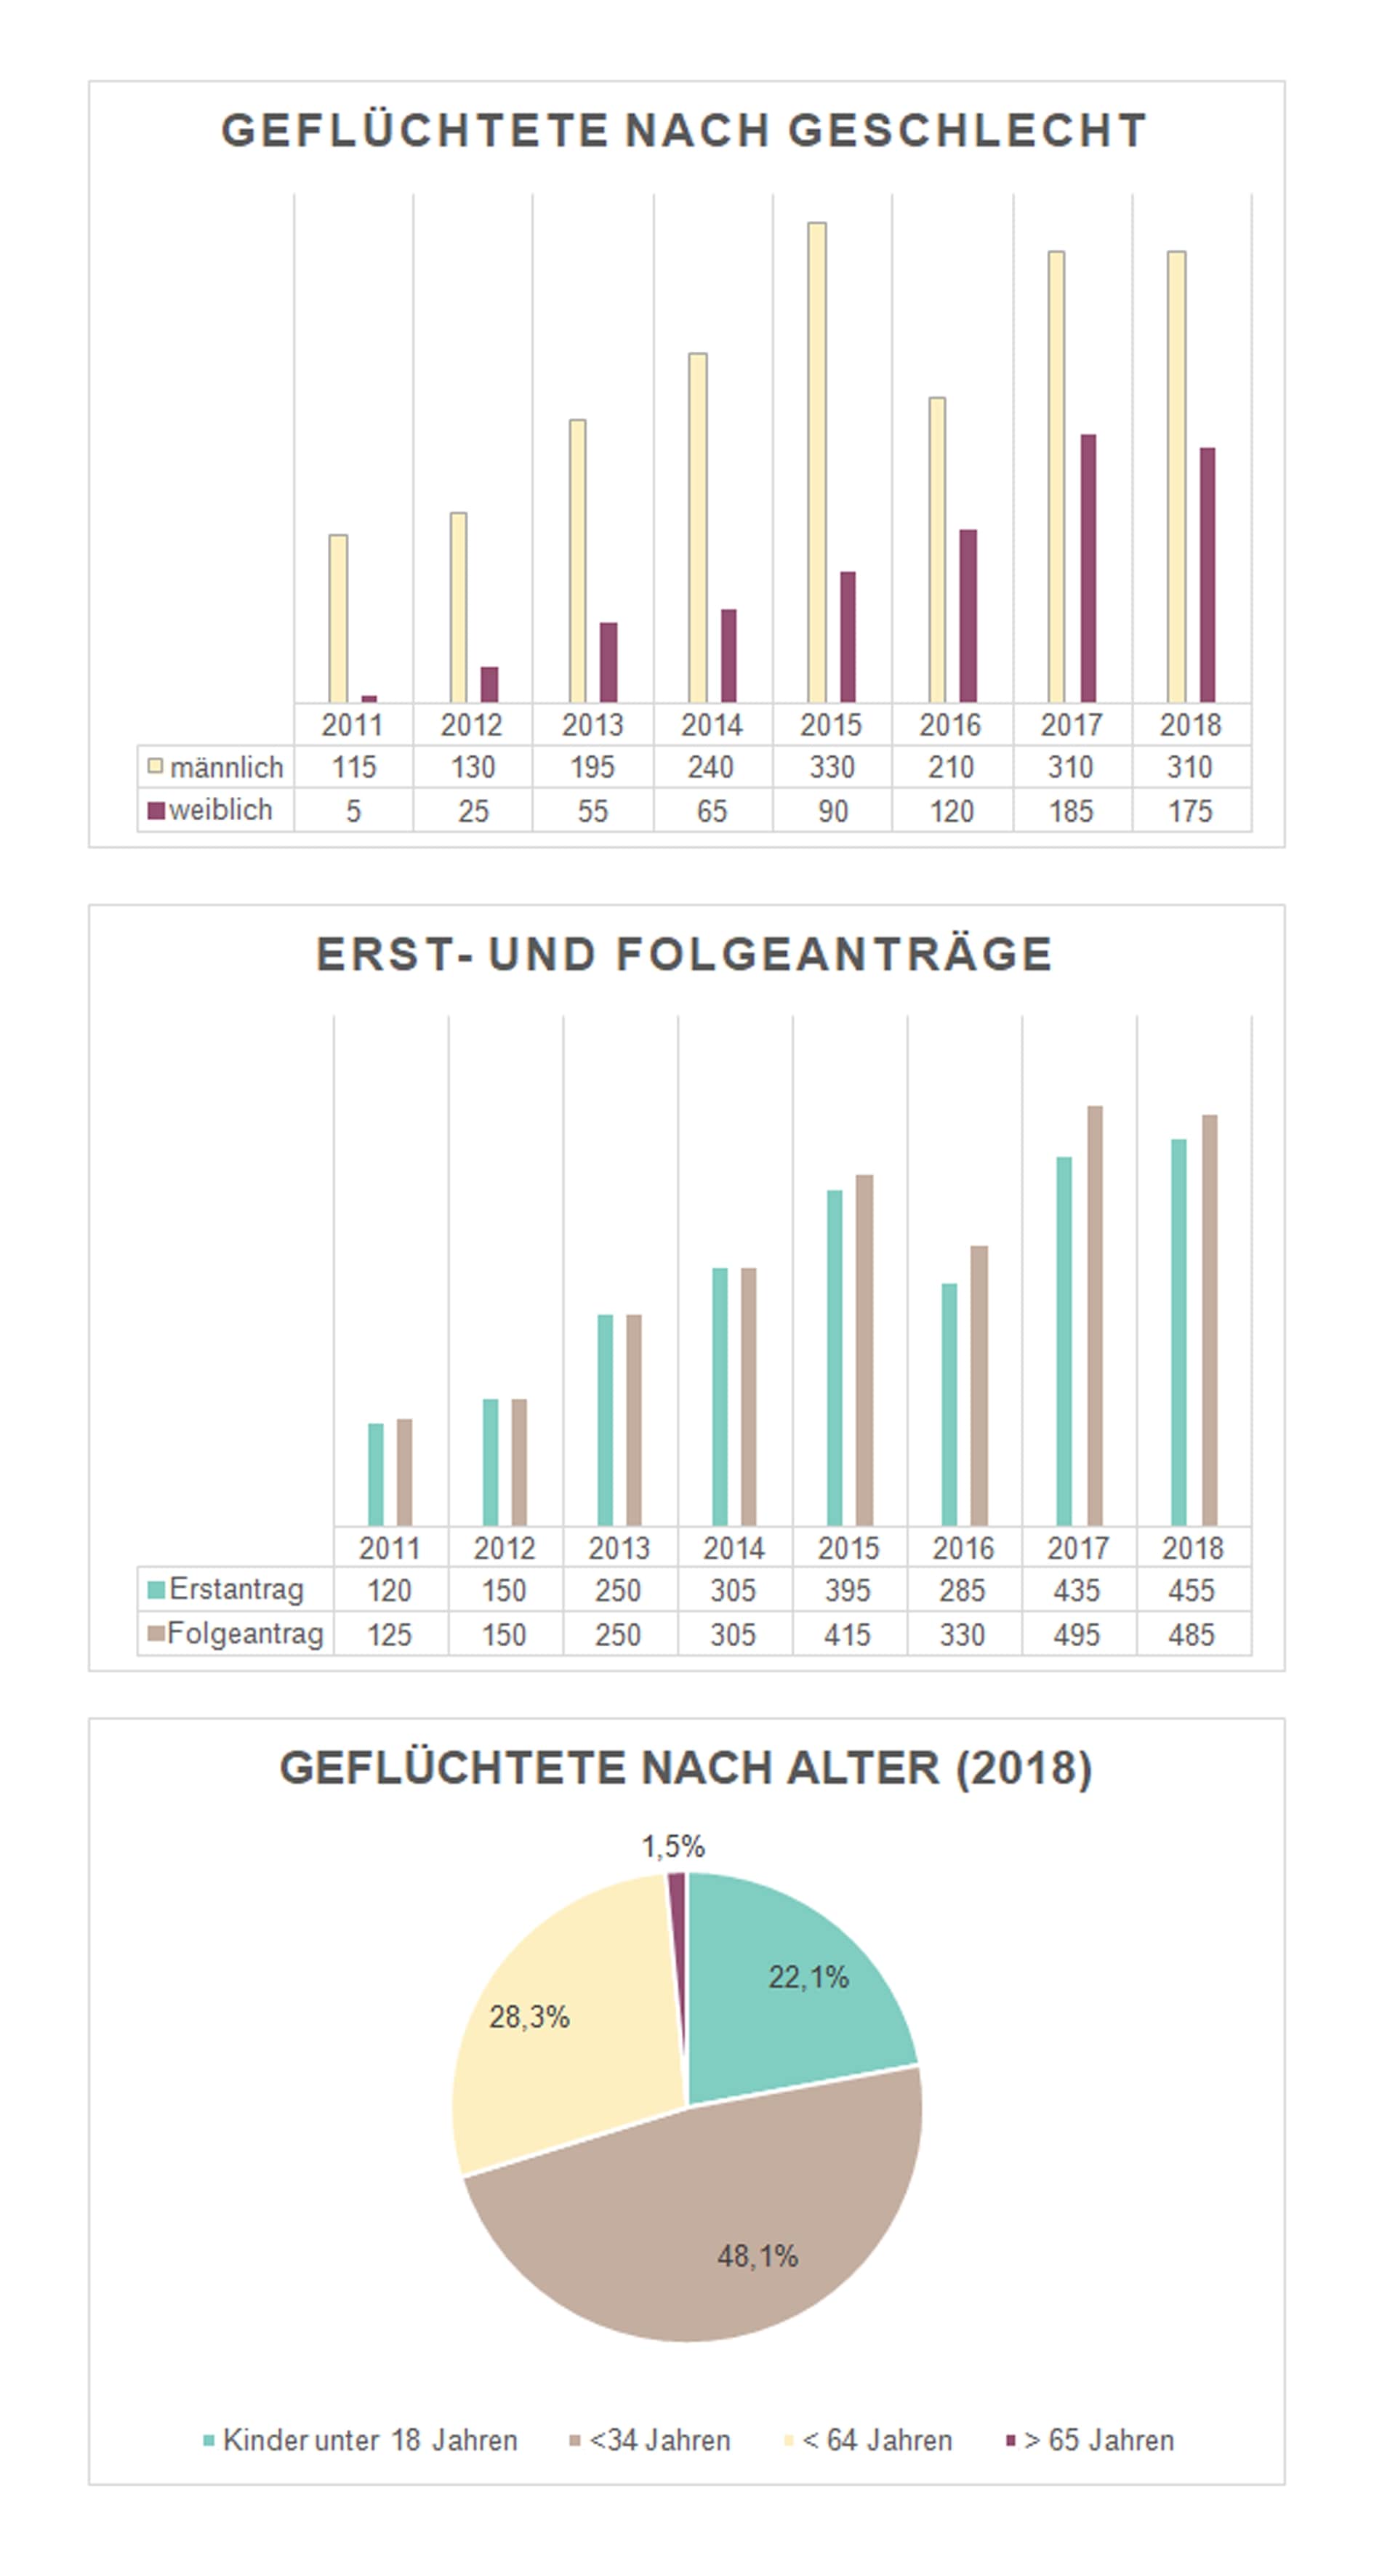 GEFLÜCHTETE NACH GESCHLECHT
2011 2012 2013 2014 2015 2016 2017 2018
männlich 115 130 195 240 330 210 310 310
weiblich 5 25 55 65 90 120 185 175
ERST- UND FOLGEANTRÄGE
2011 2012 2013 2014 2015 2016 2017 2018
Erstantrag 120 150 250 305 395 285 435 455
Folgeantrag 125 150 250 305 415 330 495 485
GEFLÜCHTETE NACH ALTER (2018)
1,5%
22,1%
28,3%
48,1%
Kinder unter 18 Jahren <34 Jahren < 64 Jahren > 65 Jahren